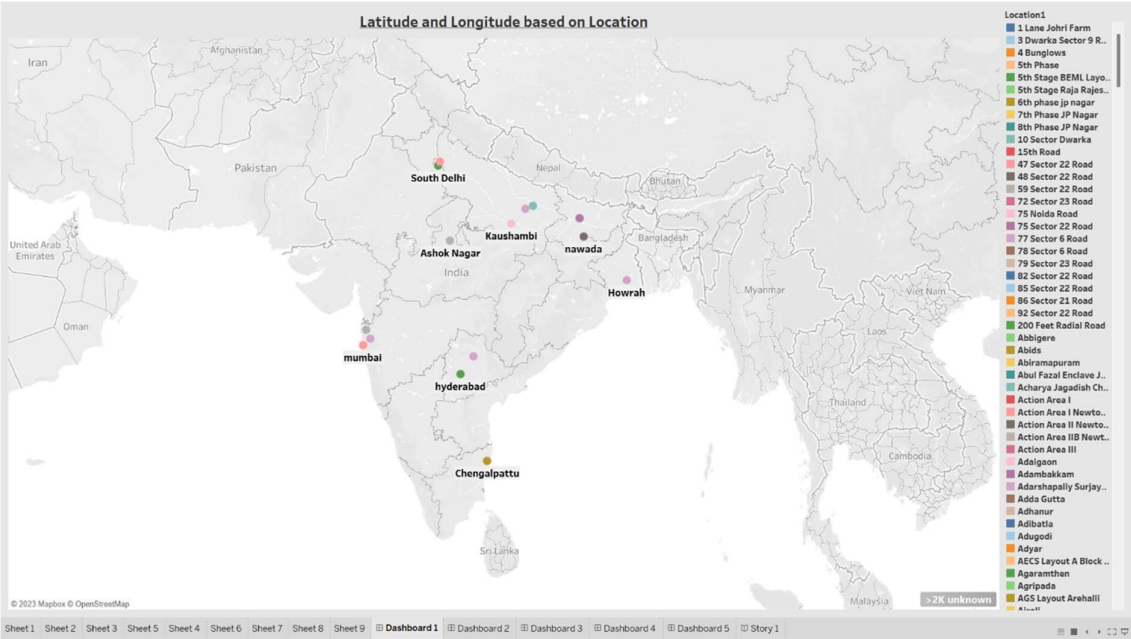 Latitude and Longitude based on Location
Afghanistan
Iran
Pakistan
South Delhi
Nepal
Bhutan
United Arab
Emirates
Kaushambi
nawada
Bangladesh
Ashok Nagar
India
Howrah
Myanmar
Viet Nam
Oman
Laos
mumbai
hyderabad
Thailand
Cambodia
Chengalpattu
Sri Lanka
Malaysia
© 2023 Mapbox © OpenStreetMap
>2K unknown
Location1
1 Lane Johri Farm
3 Dwarka Sector 9 R..
4 Bunglows
5th Phase
5th Stage BEML Layo..
5th Stage Raja Rajes..
6th phase jp nagar
7th Phase JP Nagar
8th Phase JP Nagar
10 Sector Dwarka
15th Road
47 Sector 22 Road
48 Sector 22 Road
59 Sector 22 Road
72 Sector 23 Road
75 Noida Road
75 Sector 22 Road
77 Sector 6 Road
78 Sector 6 Road
79 Sector 23 Road
82 Sector 22 Road
85 Sector 22 Road
86 Sector 21 Road
92 Sector 22 Road
200 Feet Radial Road
Abbigere
Abids
Abiramapuram
Abul Fazal Enclave J..
Acharya Jagadish Ch..
Action Area I
Action Area I Newto..
Action Area II Newto..
Action Area IIB Newt..
Action Area III
Adaigaon
Adambakkam
Adarshapally Surjay..
Adda Gutta
Adhanur
Adibatla
Adugodi
Adyar
AECS Layout A Block ..
Agaramthen
Agripada
AGS Layout Arehalli
Sheet 1 Sheet 2 Sheet 3 Sheet 5 Sheet 4 Sheet 6 Sheet 7 Sheet 8 Sheet 9 Dashboard 1 Dashboard 2 Dashboard 3 Dashboard 4 Dashboard 5 Story 1